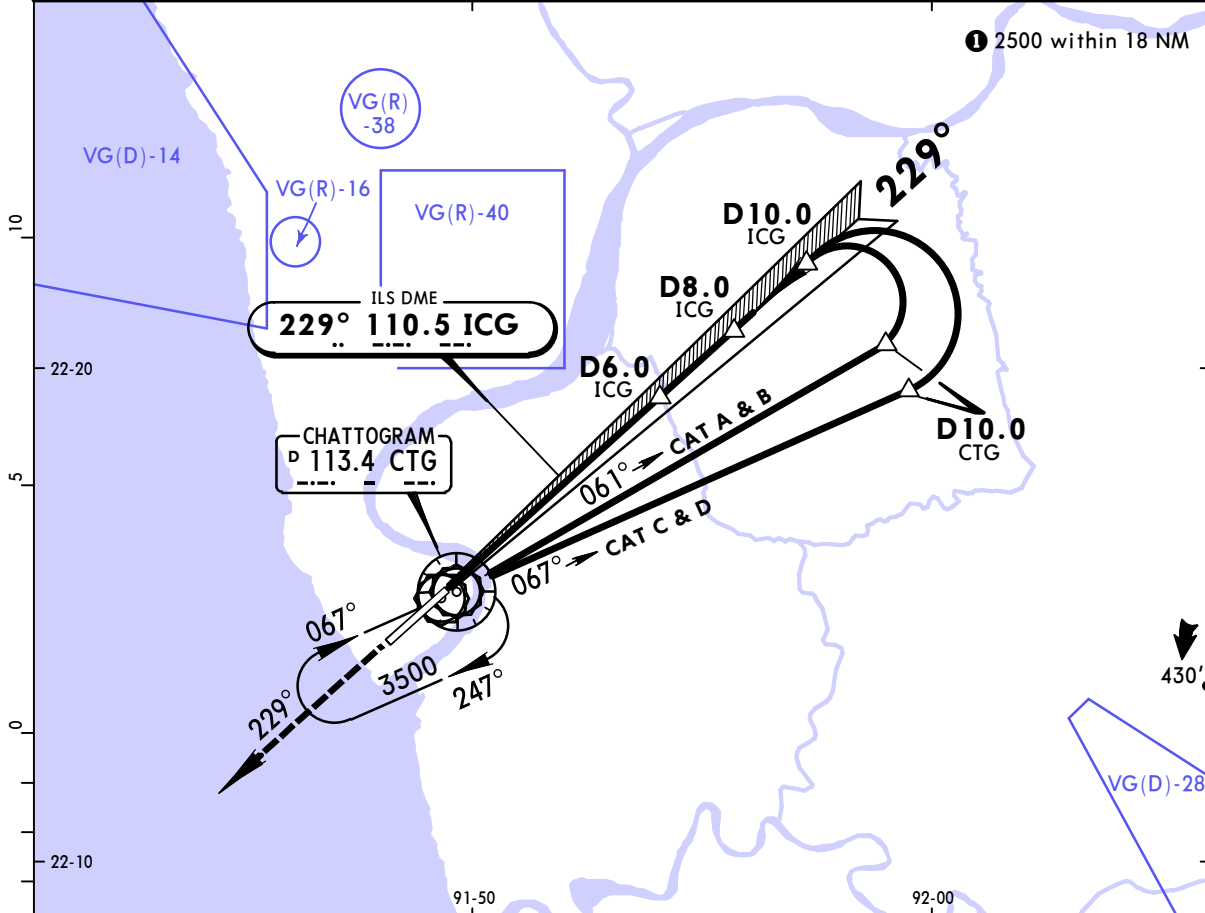 ❶ 2500 within 18 NM
VG(R)
-38
229°
VG(D)-14
VG(R)-16
VG(R)-40
D10.0
ICG
10
D8.0
ICG
ILS DME
229° 110.5 ICG
22-20
D6.0
ICG
CHATTOGRAM
D 113.4 CTG
061°
CAT A & B
D10.0
CTG
5
067°
CAT C & D
067°
3500
247°
229°
430'
0
VG(D)-28
22-10
91-50
92-00